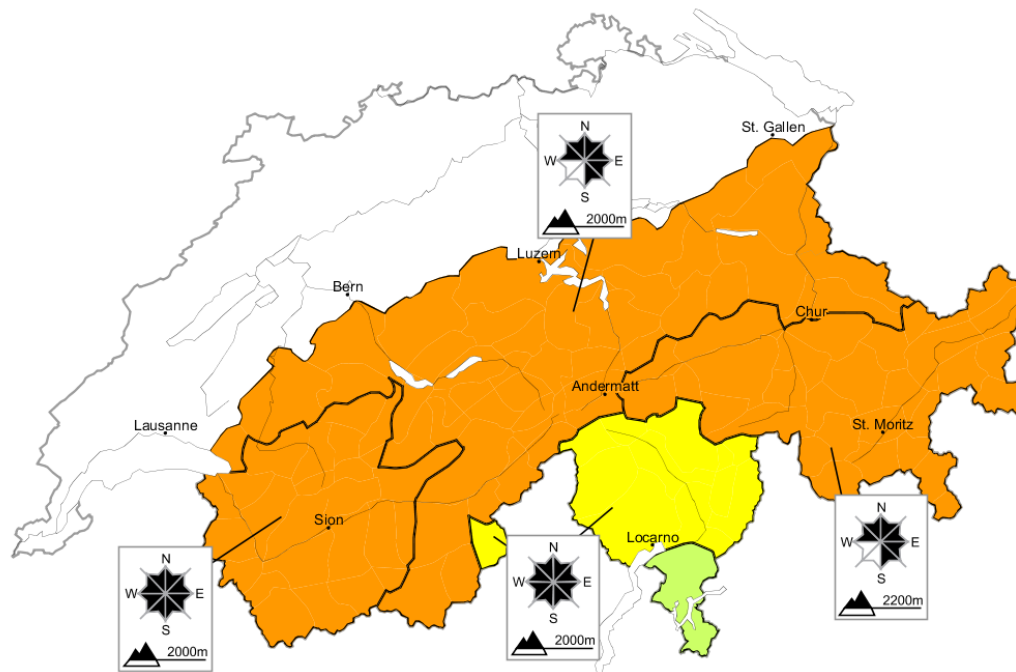 St. Gallen
N
W E
S
2000m
Luzern
Bern
Chur
Andermatt
Lausanne
St. Moritz
Sion
Locarno
N
W E
S
2200m
N
W E
S
2000m
N
W E
S
2000m